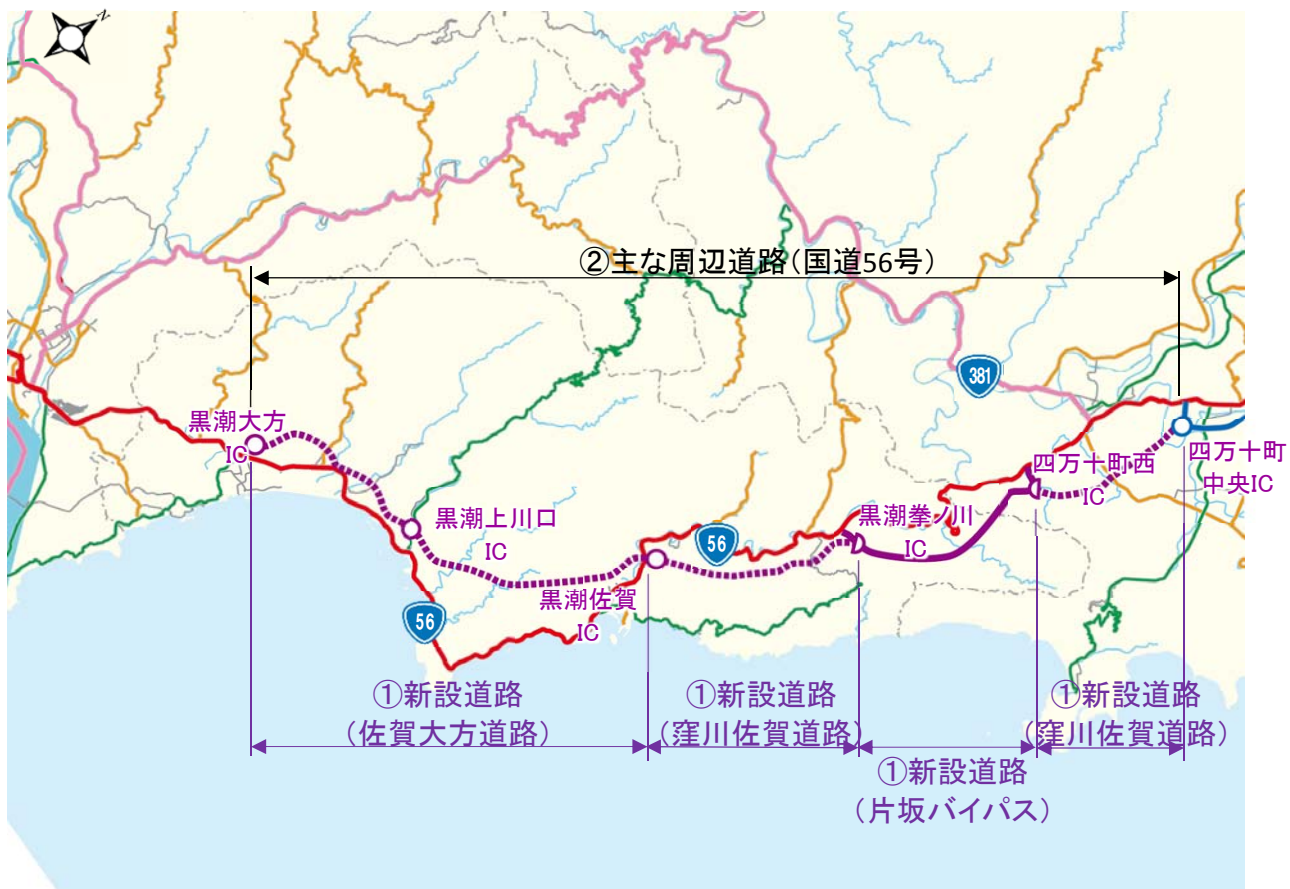 N
②主な周辺道路(国道56号)
381
黒潮大方
IC
四万十町西
IC
四万十町
中央IC
黒潮上川口
IC
黒潮拳ノ川
IC
56
黒潮佐賀
IC
56
①新設道路
(佐賀大方道路)
①新設道路
(窪川佐賀道路)
①新設道路
(窪川佐賀道路)
①新設道路
(片坂バイパス)